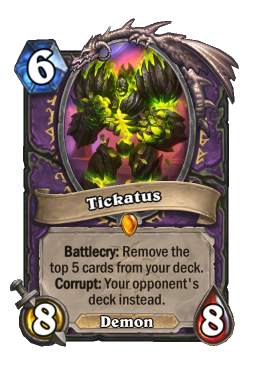 6
Tickatus
Battlecry: Remove the
top 5 cards from your deck.
Corrupt: Your opponent's
deck instead.
8 Demon 8